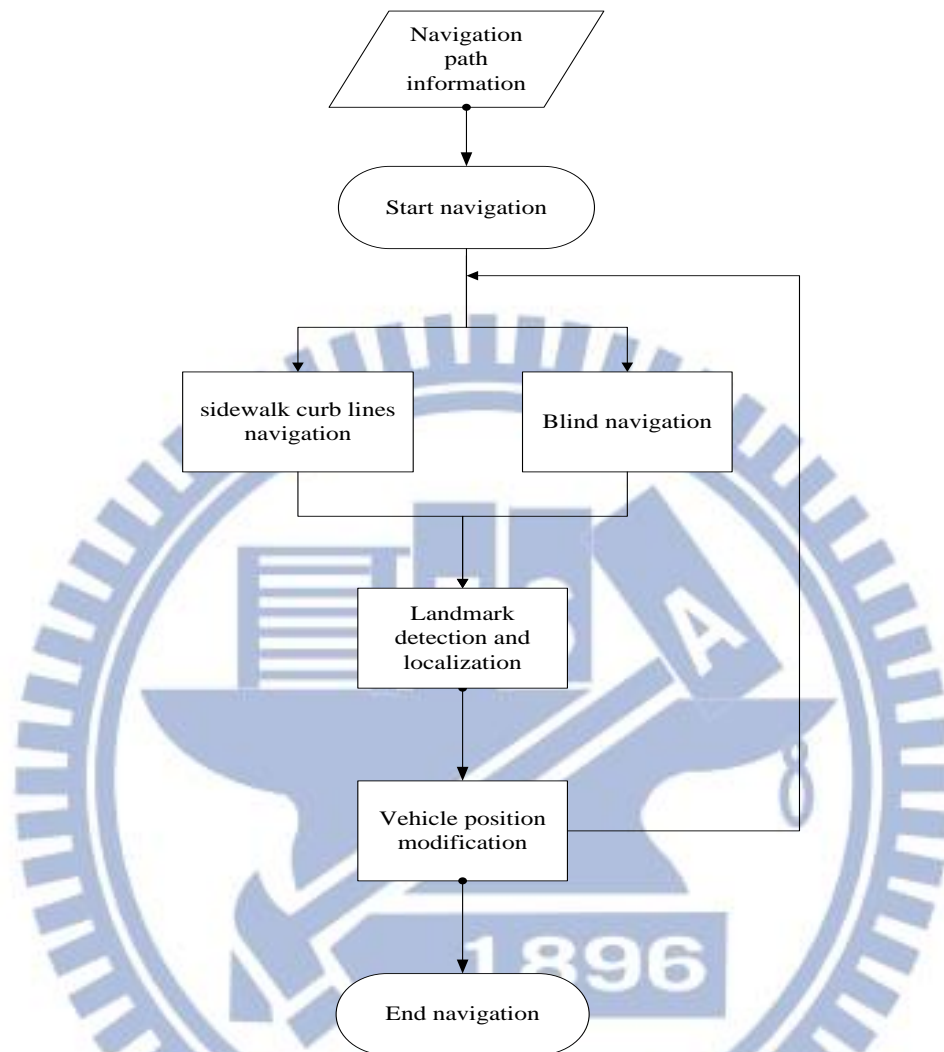 Navigation
path
information
Start navigation
sidewalk curb lines
navigation
Blind navigation
Landmark
detection and
localization
Vehicle position
modification
1896
End navigation